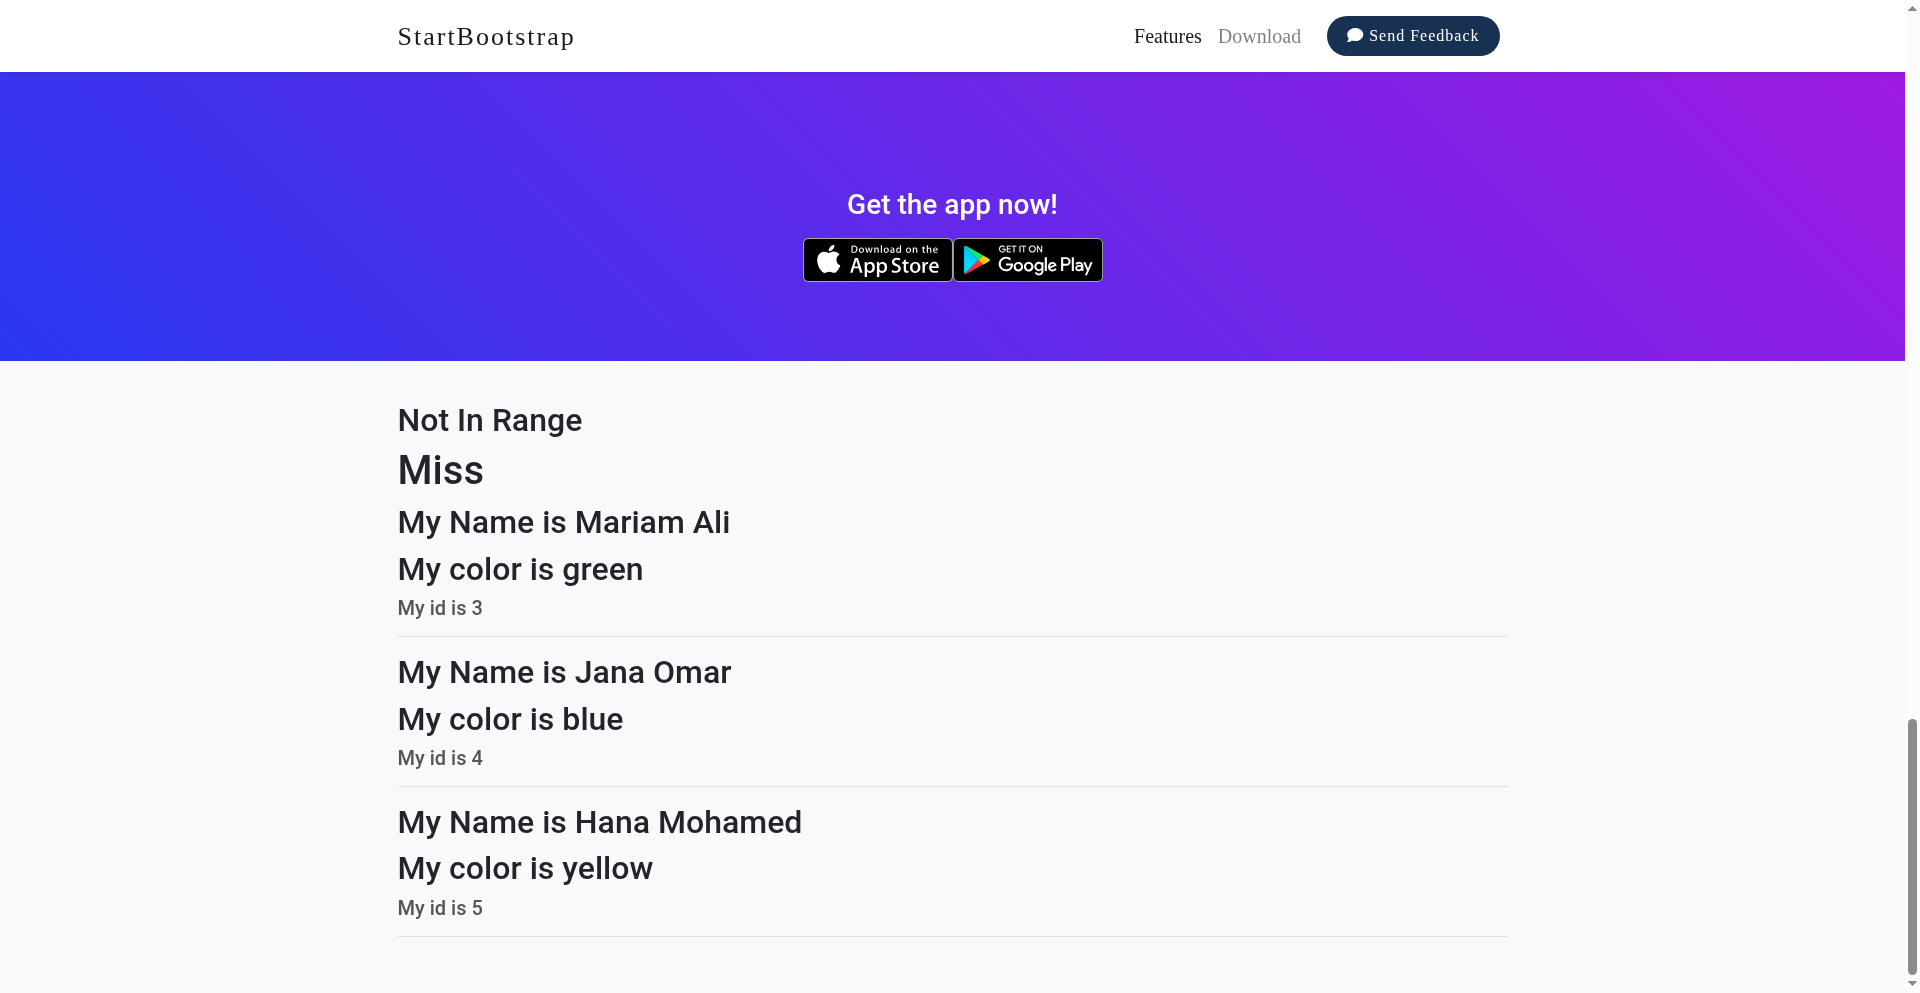 StartBootstrap
Features
Download
Send Feedback
Get the app now!
Download on the
App Store
GET IT ON
Google Play
Not In Range
Miss
My Name is Mariam Ali
My color is green
My id is 3
My Name is Jana Omar
My color is blue
My id is 4
My Name is Hana Mohamed
My color is yellow
My id is 5